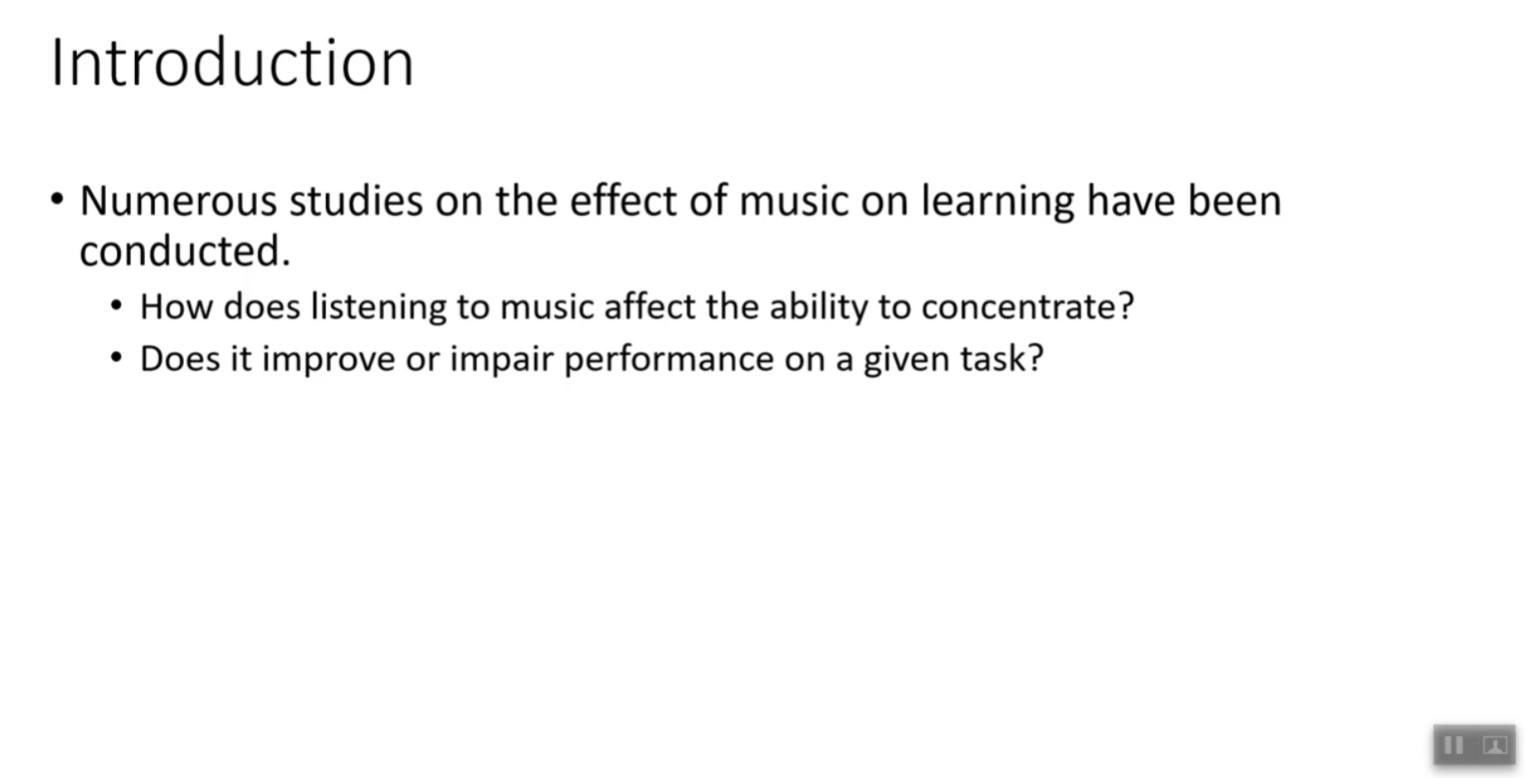 Introduction
• Numerous studies on the effect of music on learning have been
conducted.
• How does listening to music affect the ability to concentrate?
• Does it improve or impair performance on a given task?